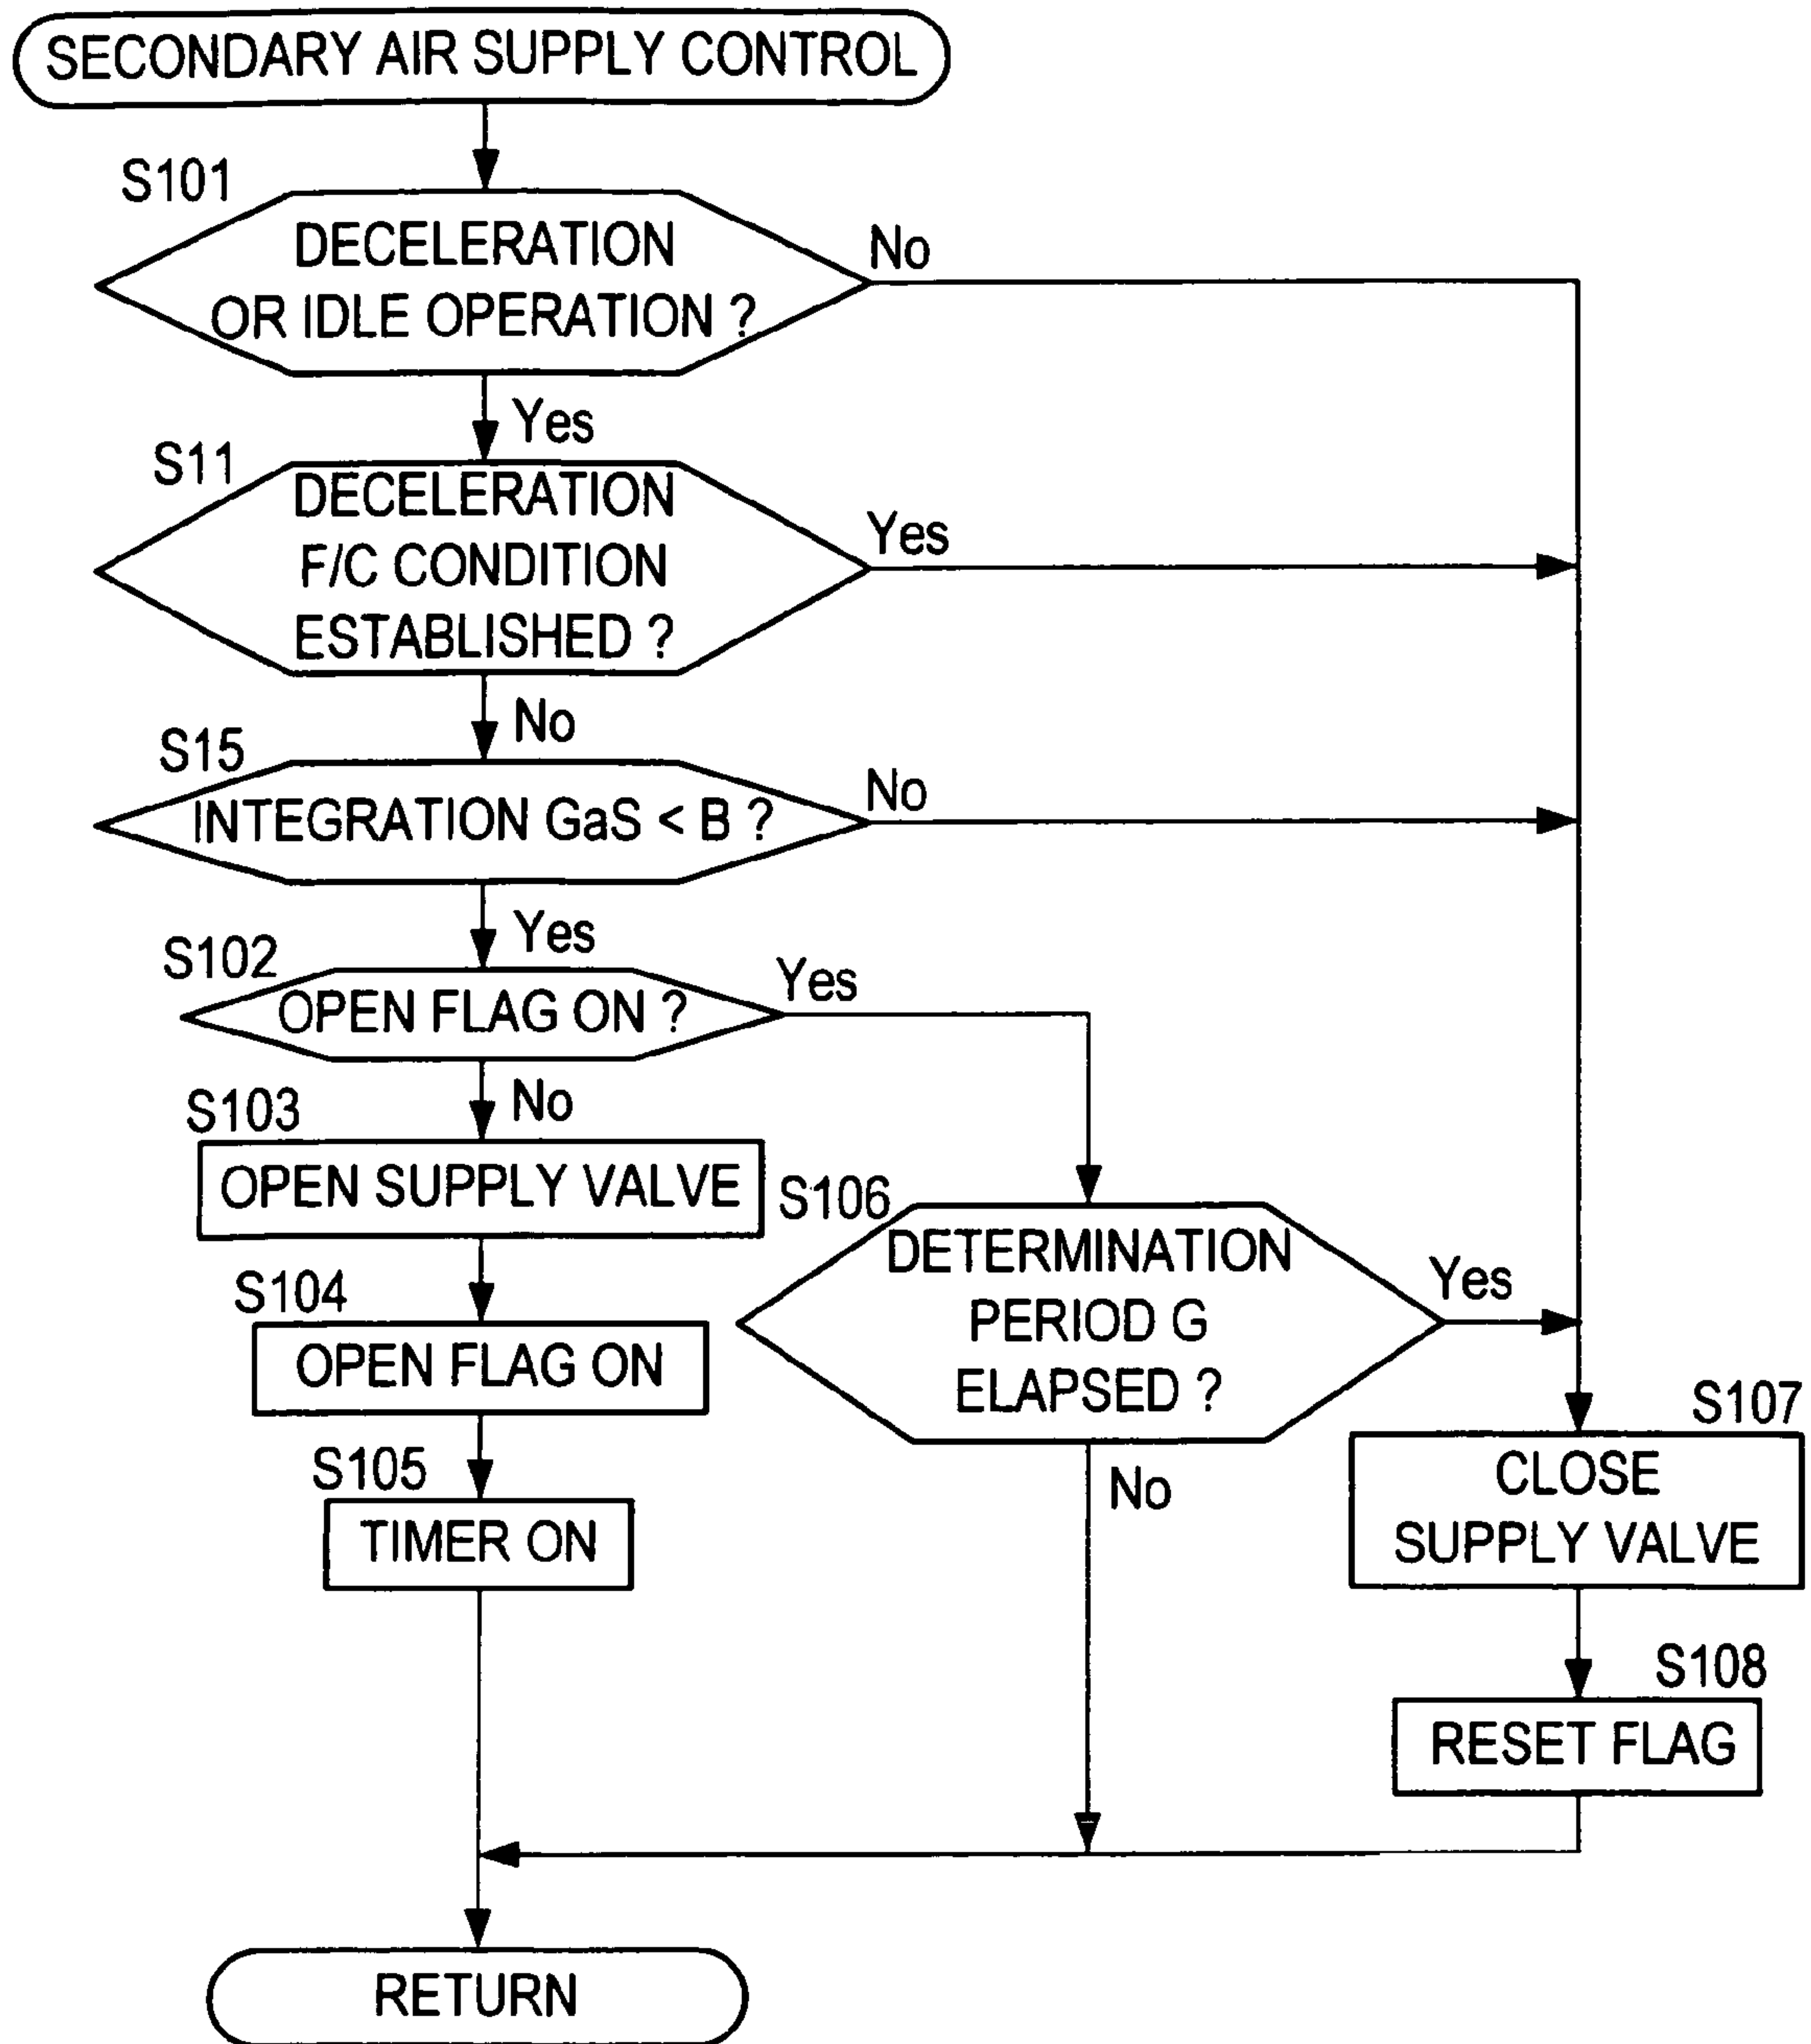 SECONDARY AIR SUPPLY CONTROL
S101
DECELERATION
OR IDLE OPERATION ?
No
Yes
S11
DECELERATION
F/C CONDITION
ESTABLISHED ?
Yes
No
S15
INTEGRATION GaS < B ?
No
Yes
S102
OPEN FLAG ON ?
Yes
No
S103
OPEN SUPPLY VALVE
S104
OPEN FLAG ON
S105
TIMER ON
S106
DETERMINATION
PERIOD G
ELAPSED ?
Yes
No
S107
CLOSE
SUPPLY VALVE
S108
RESET FLAG
RETURN